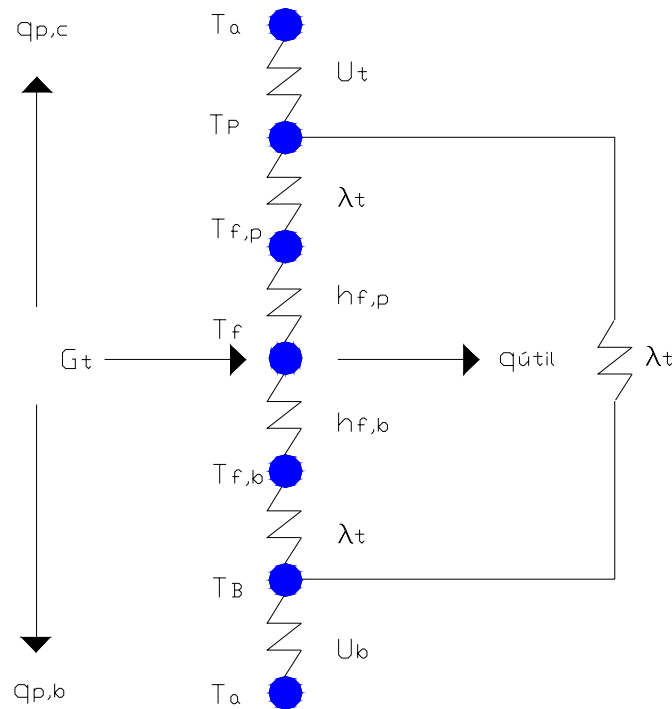 qp,c
Ta
Ut
TP
λt
Tf,p
hf,p
Tf
Gt
qútil
λt
hf,b
Tf,b
λt
TB
Ub
qp,b
Ta